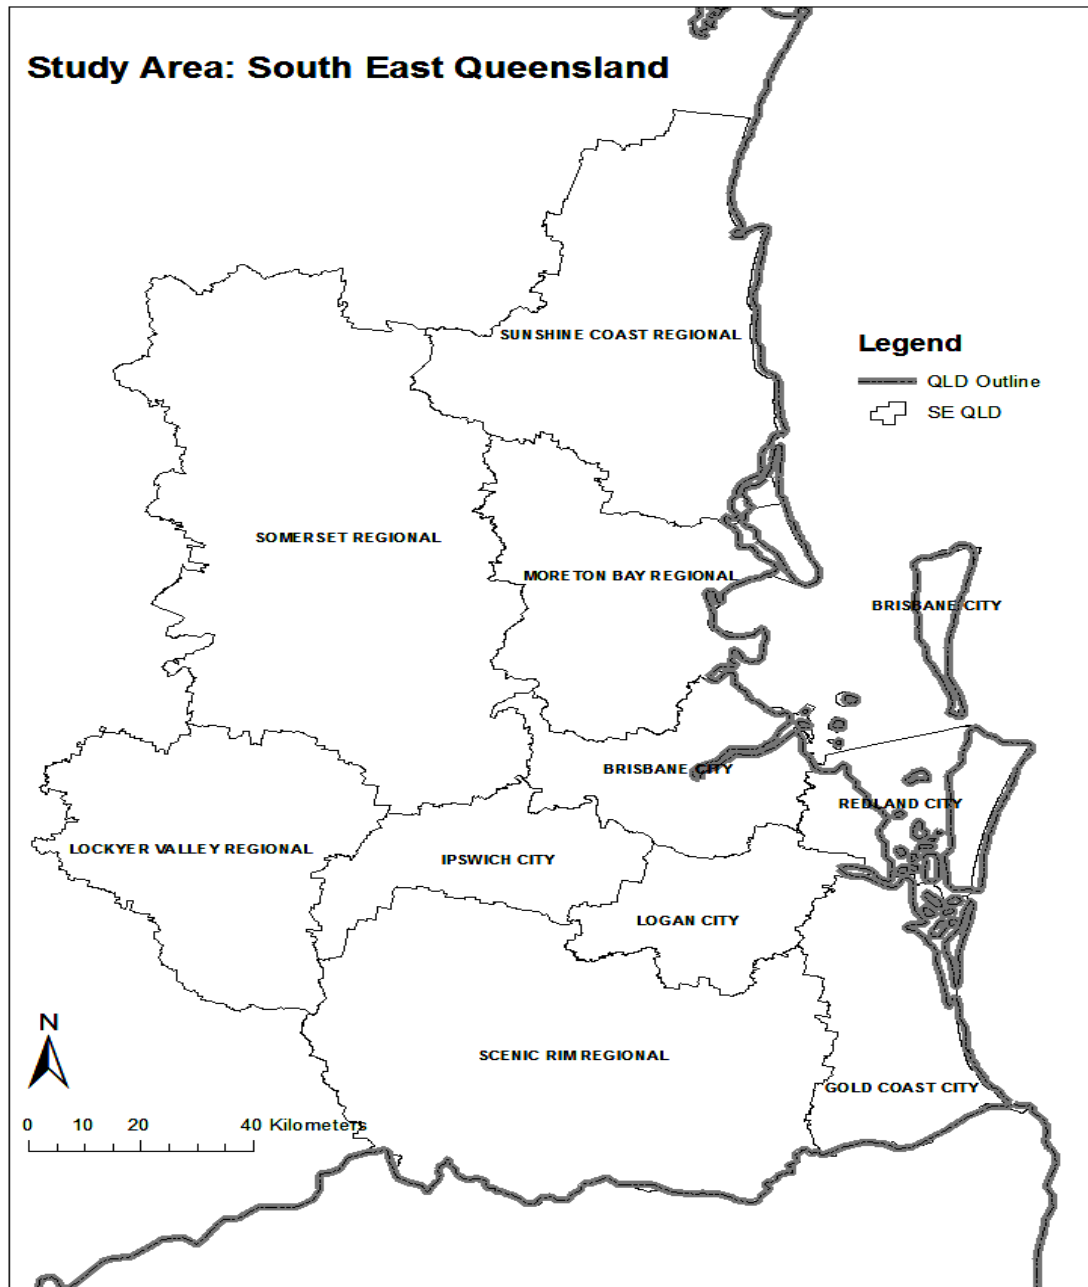 Study Area: South East Queensland
SUNSHINE COAST REGIONAL
Legend
QLD Outline
SE QLD
SOMERSET REGIONAL
MORETON BAY REGIONAL
BRISBANE CITY
BRISBANE CITY
REDLAND CITY
LOCKYER VALLEY REGIONAL
IPSWICH CITY
LOGAN CITY
N
SCENIC RIM REGIONAL
GOLD COAST CITY
0 10 20 40 Kilometers